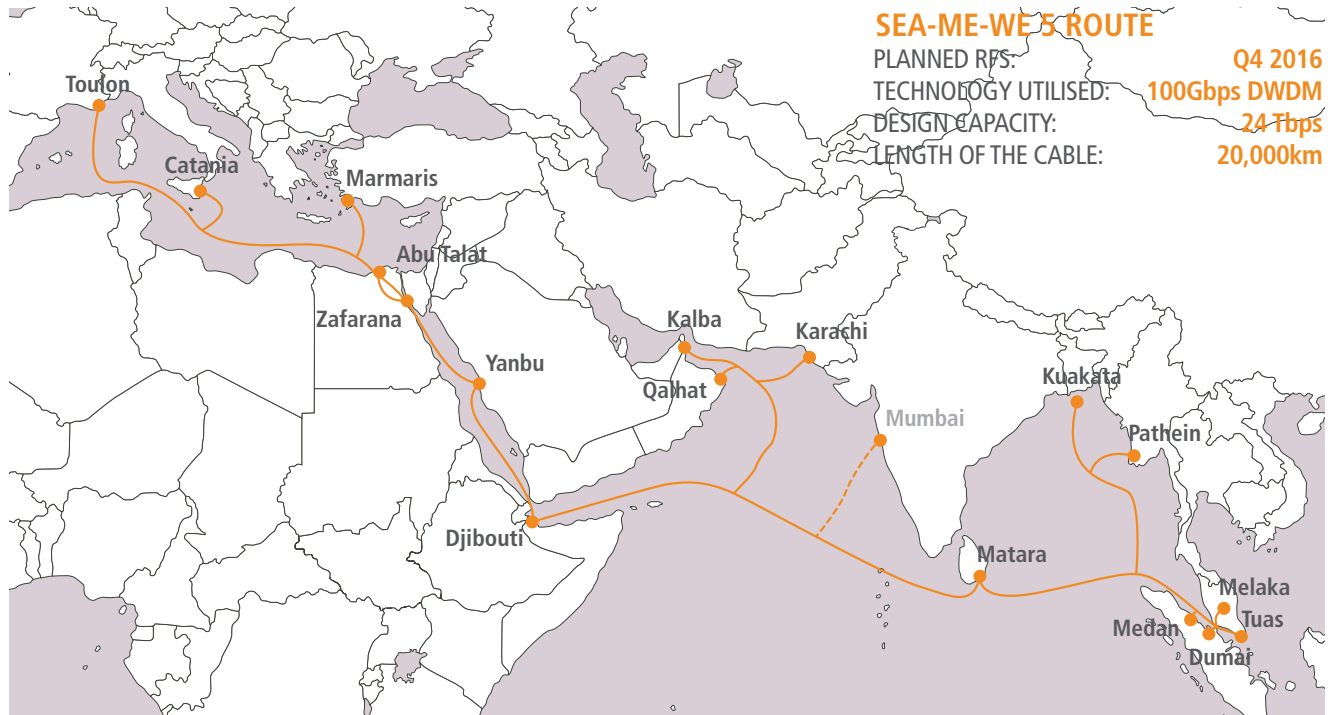 SEA-ME-WE 5 ROUTE
PLANNED RFS: Q4 2016
TECHNOLOGY UTILISED: 100Gbps DWDM
DESIGN CAPACITY: 24 Tbps
LENGTH OF THE CABLE: 20,000km
Toulon
Catania
Marmaris
Abu Talat
Zafarana
Kalba
Karachi
Yanbu
Qalhat
Kuakata
Mumbai
Pathein
Djibouti
Matara
Melaka
Medan
Tuas
Dumai